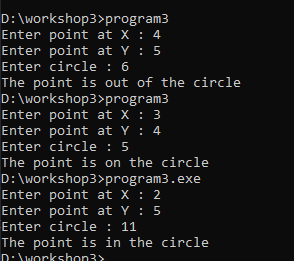 D:\workshop3>program3
Enter point at X : 4
Enter point at Y : 5
Enter circle : 6
The point is out of the circle
D:\workshop3>program3
Enter point at X : 3
Enter point at Y : 4
Enter circle : 5
The point is on the circle
D:\workshop3>program3.exe
Enter point at X : 2
Enter point at Y : 5
Enter circle : 11
The point is in the circle
D:\workshop3>